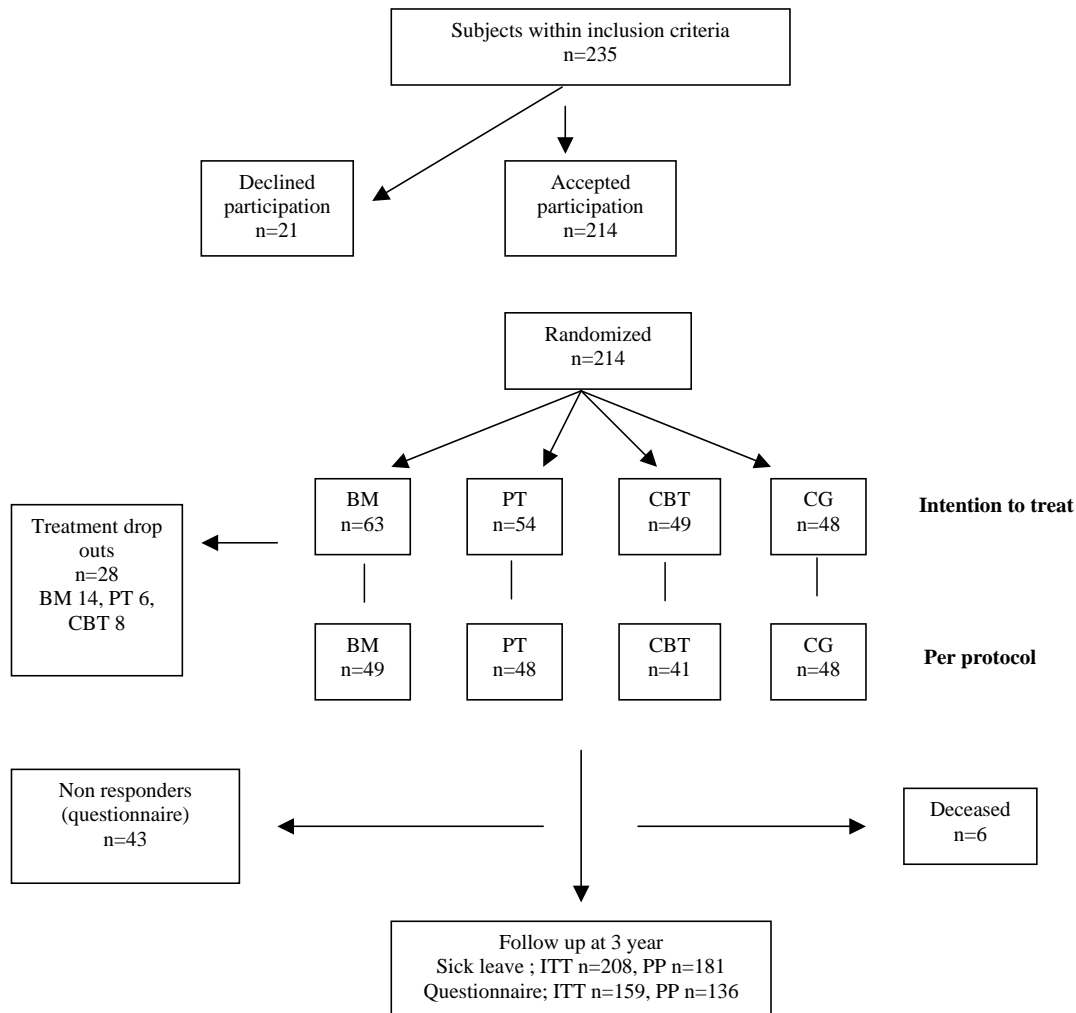 Subjects within inclusion criteria
n=235
Declined
participation
n=21
Accepted
participation
n=214
Randomized
n=214
BM
n=63
PT
n=54
CBT
n=49
CG
n=48
Intention to treat
Treatment drop
outs
n=28
BM 14, PT 6,
CBT 8
BM
n=49
PT
n=48
CBT
n=41
CG
n=48
Per protocol
Non responders
(questionnaire)
n=43
Deceased
n=6
Follow up at 3 year
Sick leave ; ITT n=208, PP n=181
Questionnaire; ITT n=159, PP n=136